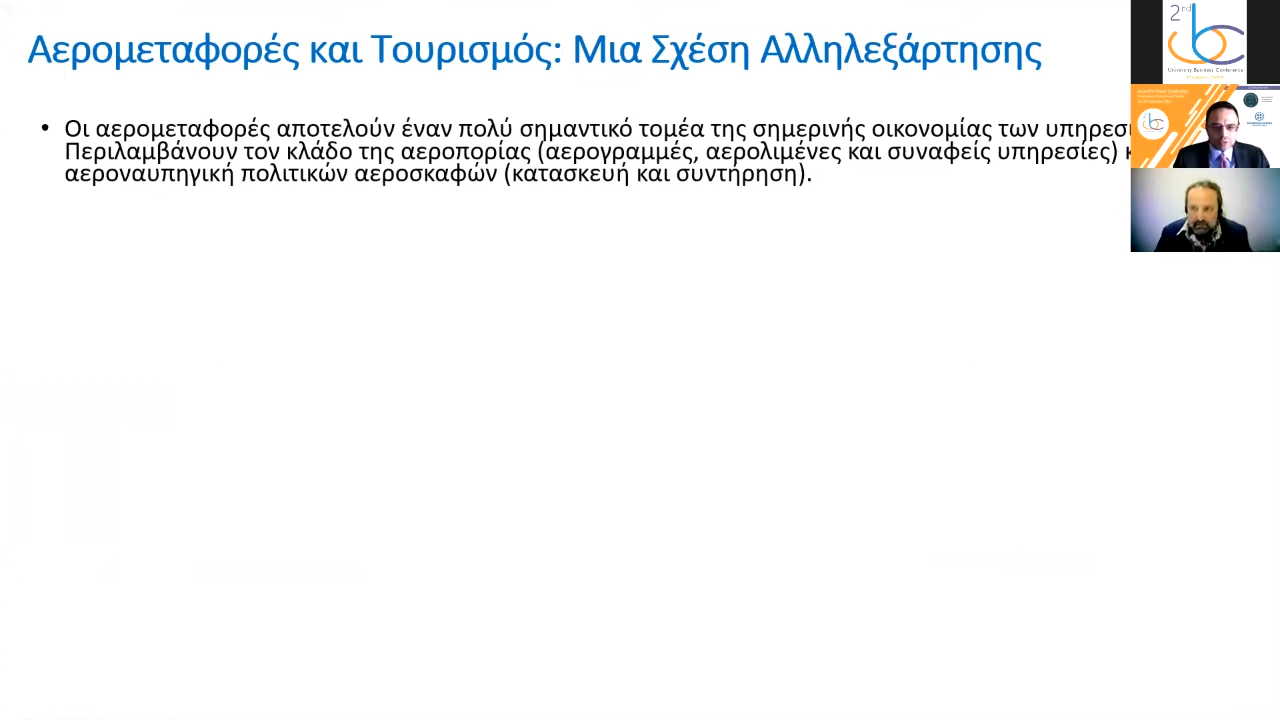 Αερομεταφορές και Τουρισμός: Μια Σχέση Αλληλεξάρτησης
• Οι αερομεταφορές αποτελούν έναν πολύ σημαντικό τομέα της σημερινής οικονομίας των
Περιλαμβάνουν τον κλάδο της αεροπορίας (αερογραμμές, αερολιμένες και συναφείς υπηρεσίες)
αεροναυπηγική πολιτικών αεροσκαφών (κατασκευή και συντήρηση).
2nd
bc
University Business Conference